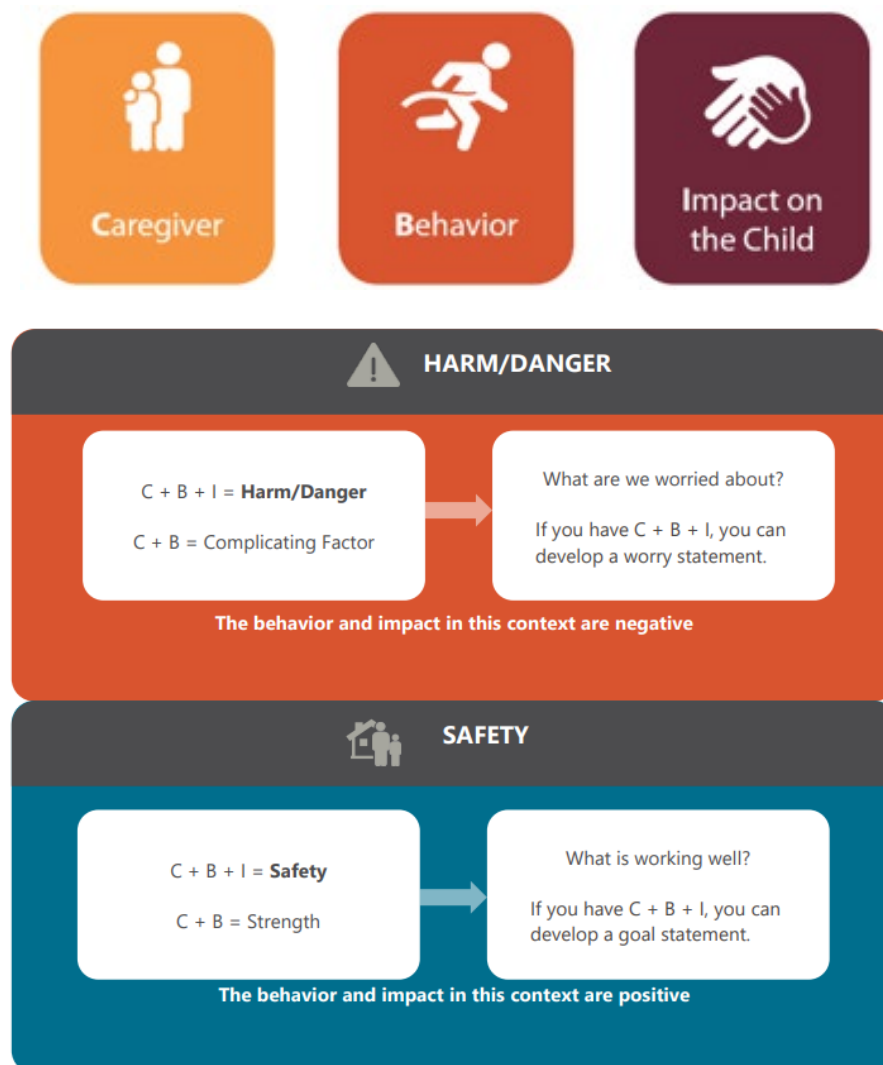 Caregiver
Behavior
Impact on
the Child
HARM/DANGER
C + B + I = Harm/Danger
C + B = Complicating Factor
What are we worried about?
If you have C + B + I, you can
develop a worry statement.
The behavior and impact in this context are negative
SAFETY
C + B + I = Safety
C + B = Strength
What is working well?
If you have C + B + I, you can
develop a goal statement.
The behavior and impact in this context are positive